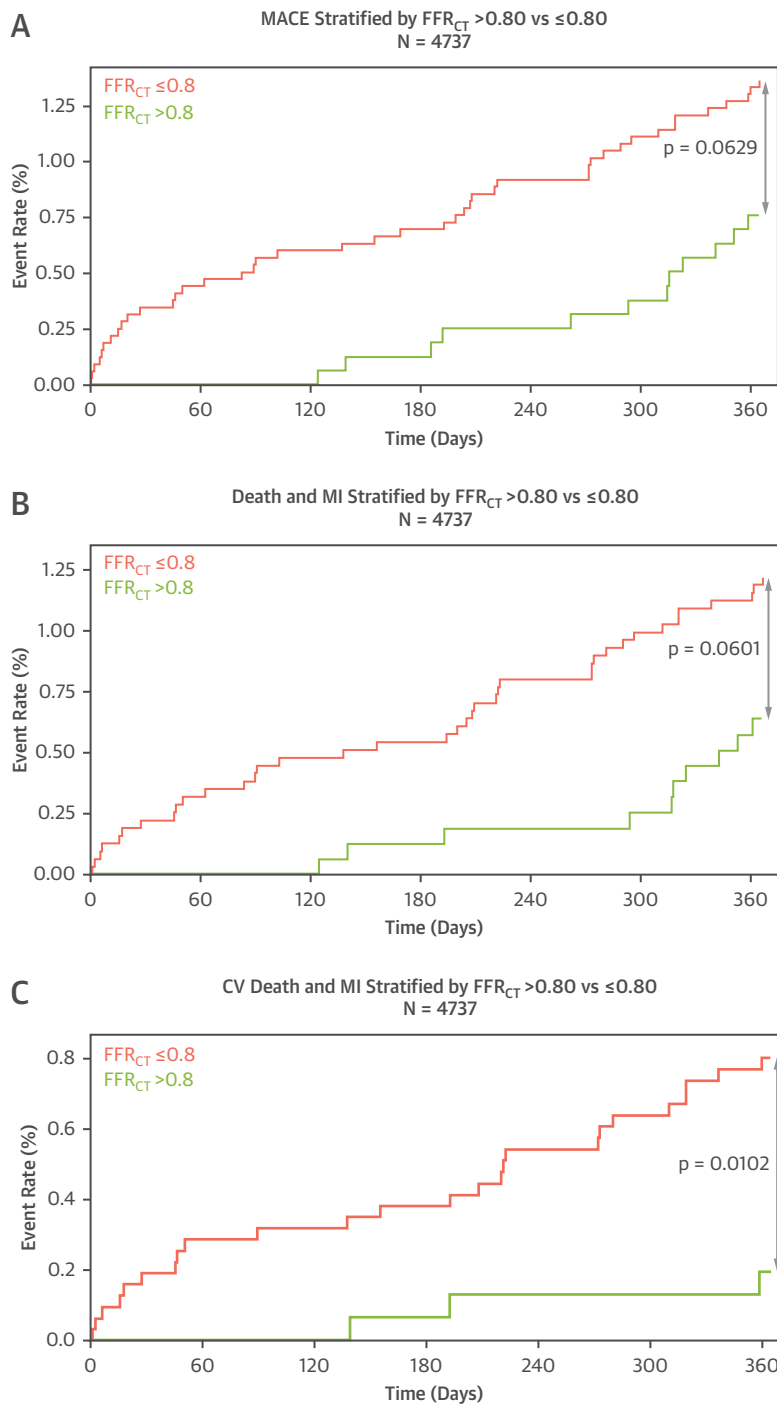 A
MACE Stratified by FFRCT >0.80 vs ≤0.80
N = 4737
FFRCT ≤0.8
FFRCT >0.8
p = 0.0629
Event Rate (%)
1.25
1.00
0.75
0.50
0.25
0.00
0 60 120 180 240 300 360
Time (Days)
B
Death and MI Stratified by FFRCT >0.80 vs ≤0.80
N = 4737
FFRCT ≤0.8
FFRCT >0.8
p = 0.0601
Event Rate (%)
1.25
1.00
0.75
0.50
0.25
0.00
0 60 120 180 240 300 360
Time (Days)
C
CV Death and MI Stratified by FFRCT >0.80 vs ≤0.80
N = 4737
FFRCT ≤0.8
FFRCT >0.8
p = 0.0102
Event Rate (%)
0.8
0.6
0.4
0.2
0.0
0 60 120 180 240 300 360
Time (Days)